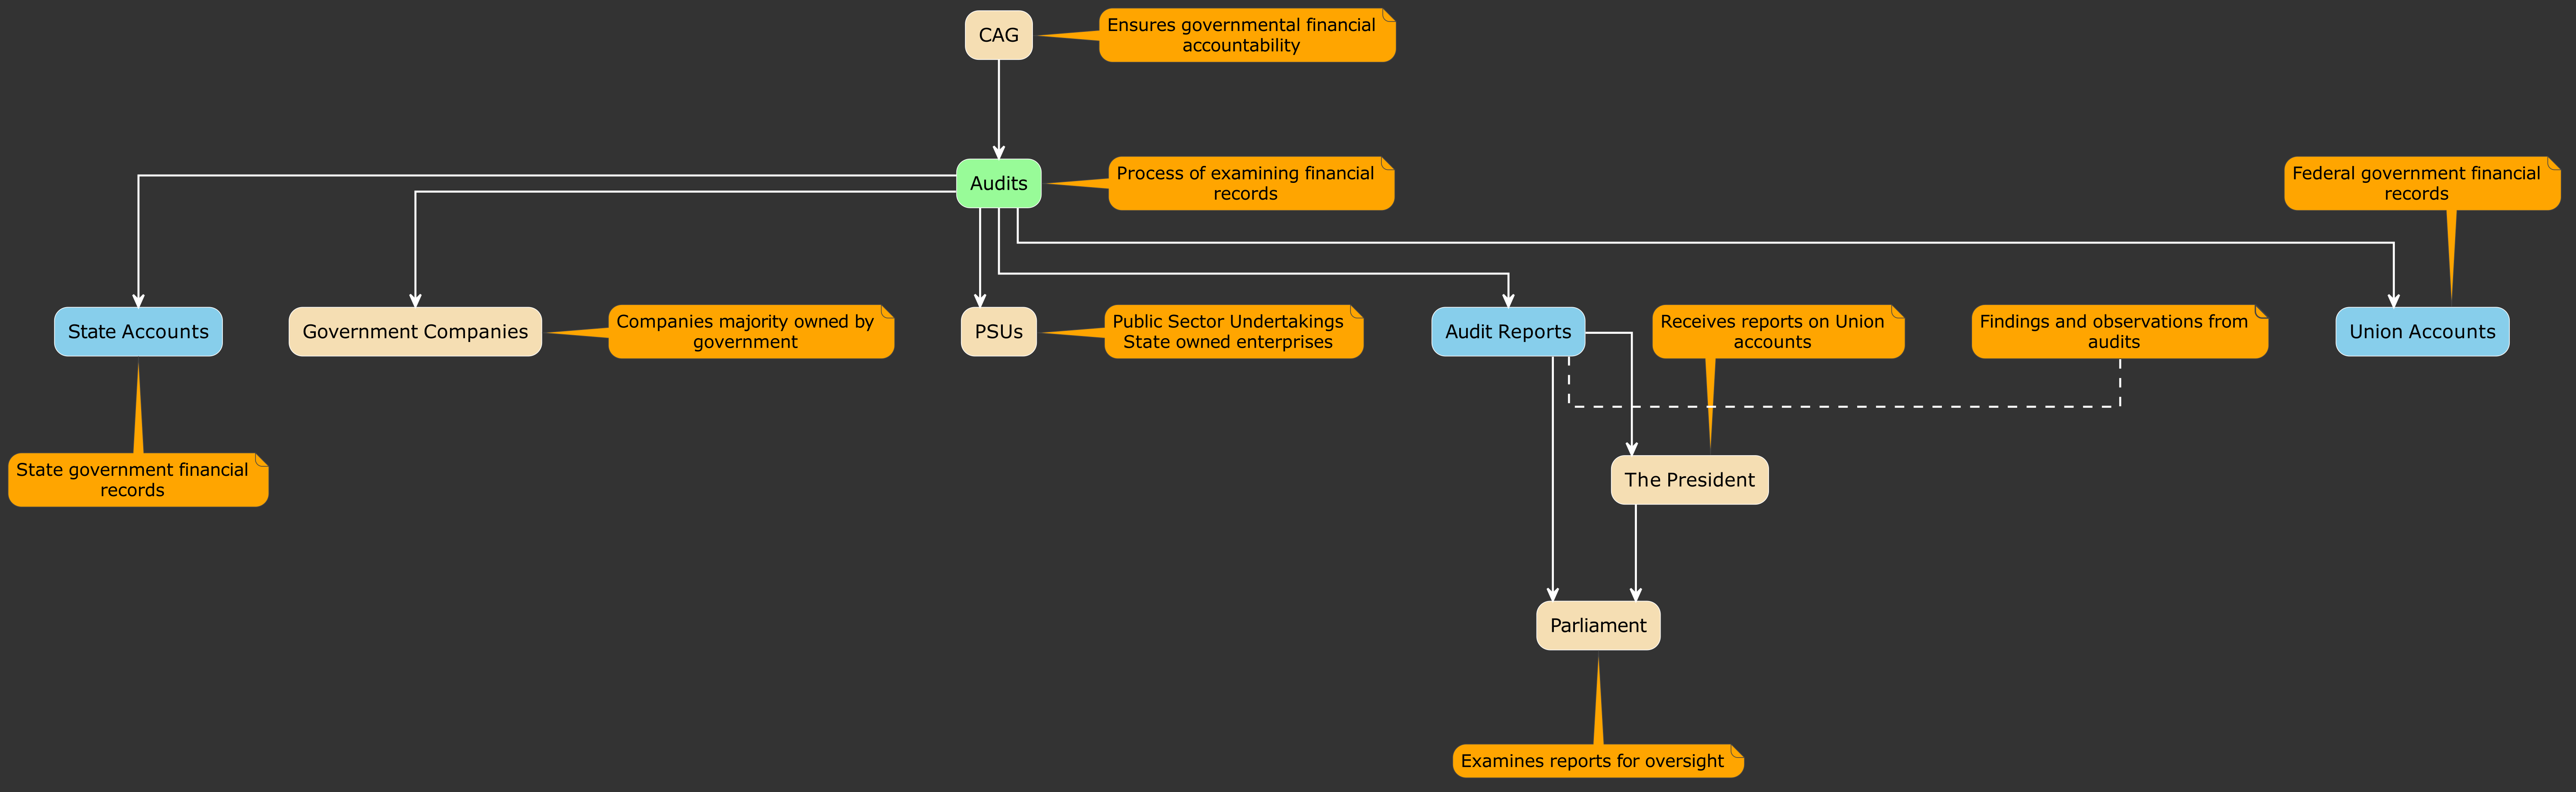 CAG
Ensures governmental financial
accountability
Audits
Process of examining financial
records
Federal government financial
records
State Accounts
Government Companies
Companies majority owned by
government
PSUs
Public Sector Undertakings
State owned enterprises
Audit Reports
Receives reports on Union
accounts
Findings and observations from
audits
Union Accounts
State government financial
records
The President
Parliament
Examines reports for oversight